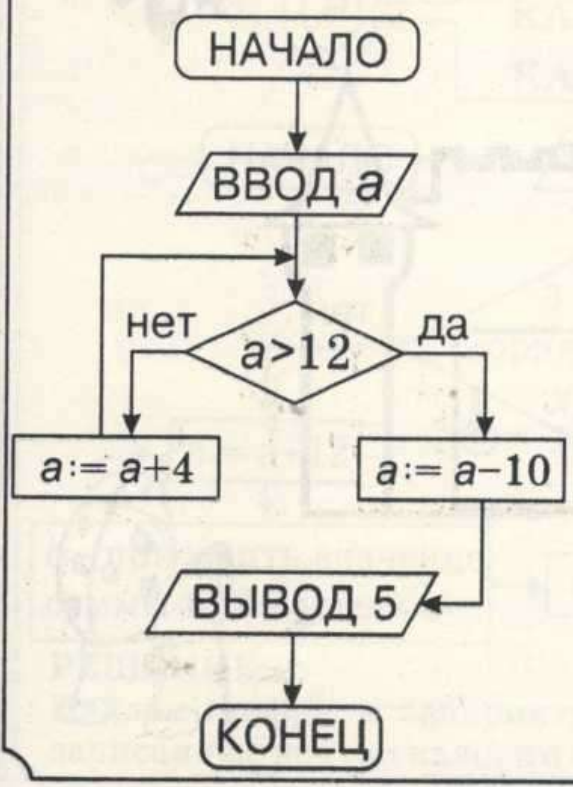 НАЧАЛО
ВВОД a
нет
a>12
да
a:= a+4
a:= a−10
ВЫВОД 5
КОНЕЦ